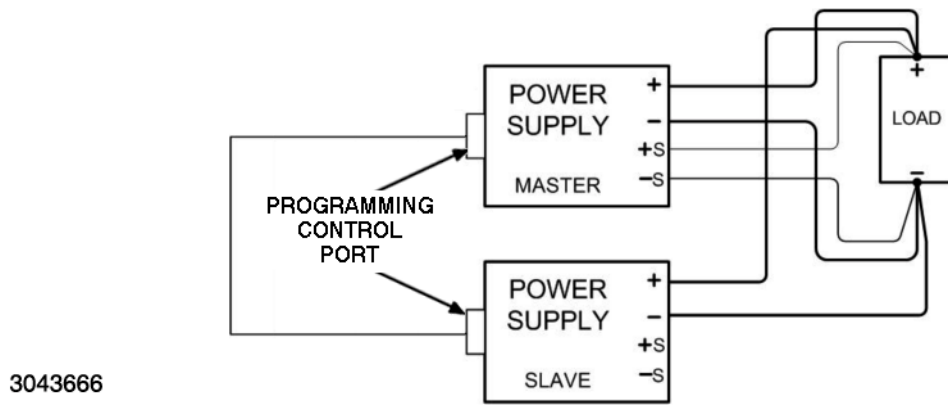 POWER
SUPPLY
MASTER
+
-
+S
-S
+
LOAD
-
PROGRAMMING
CONTROL
PORT
POWER
SUPPLY
SLAVE
+
-
+S
-S
3043666